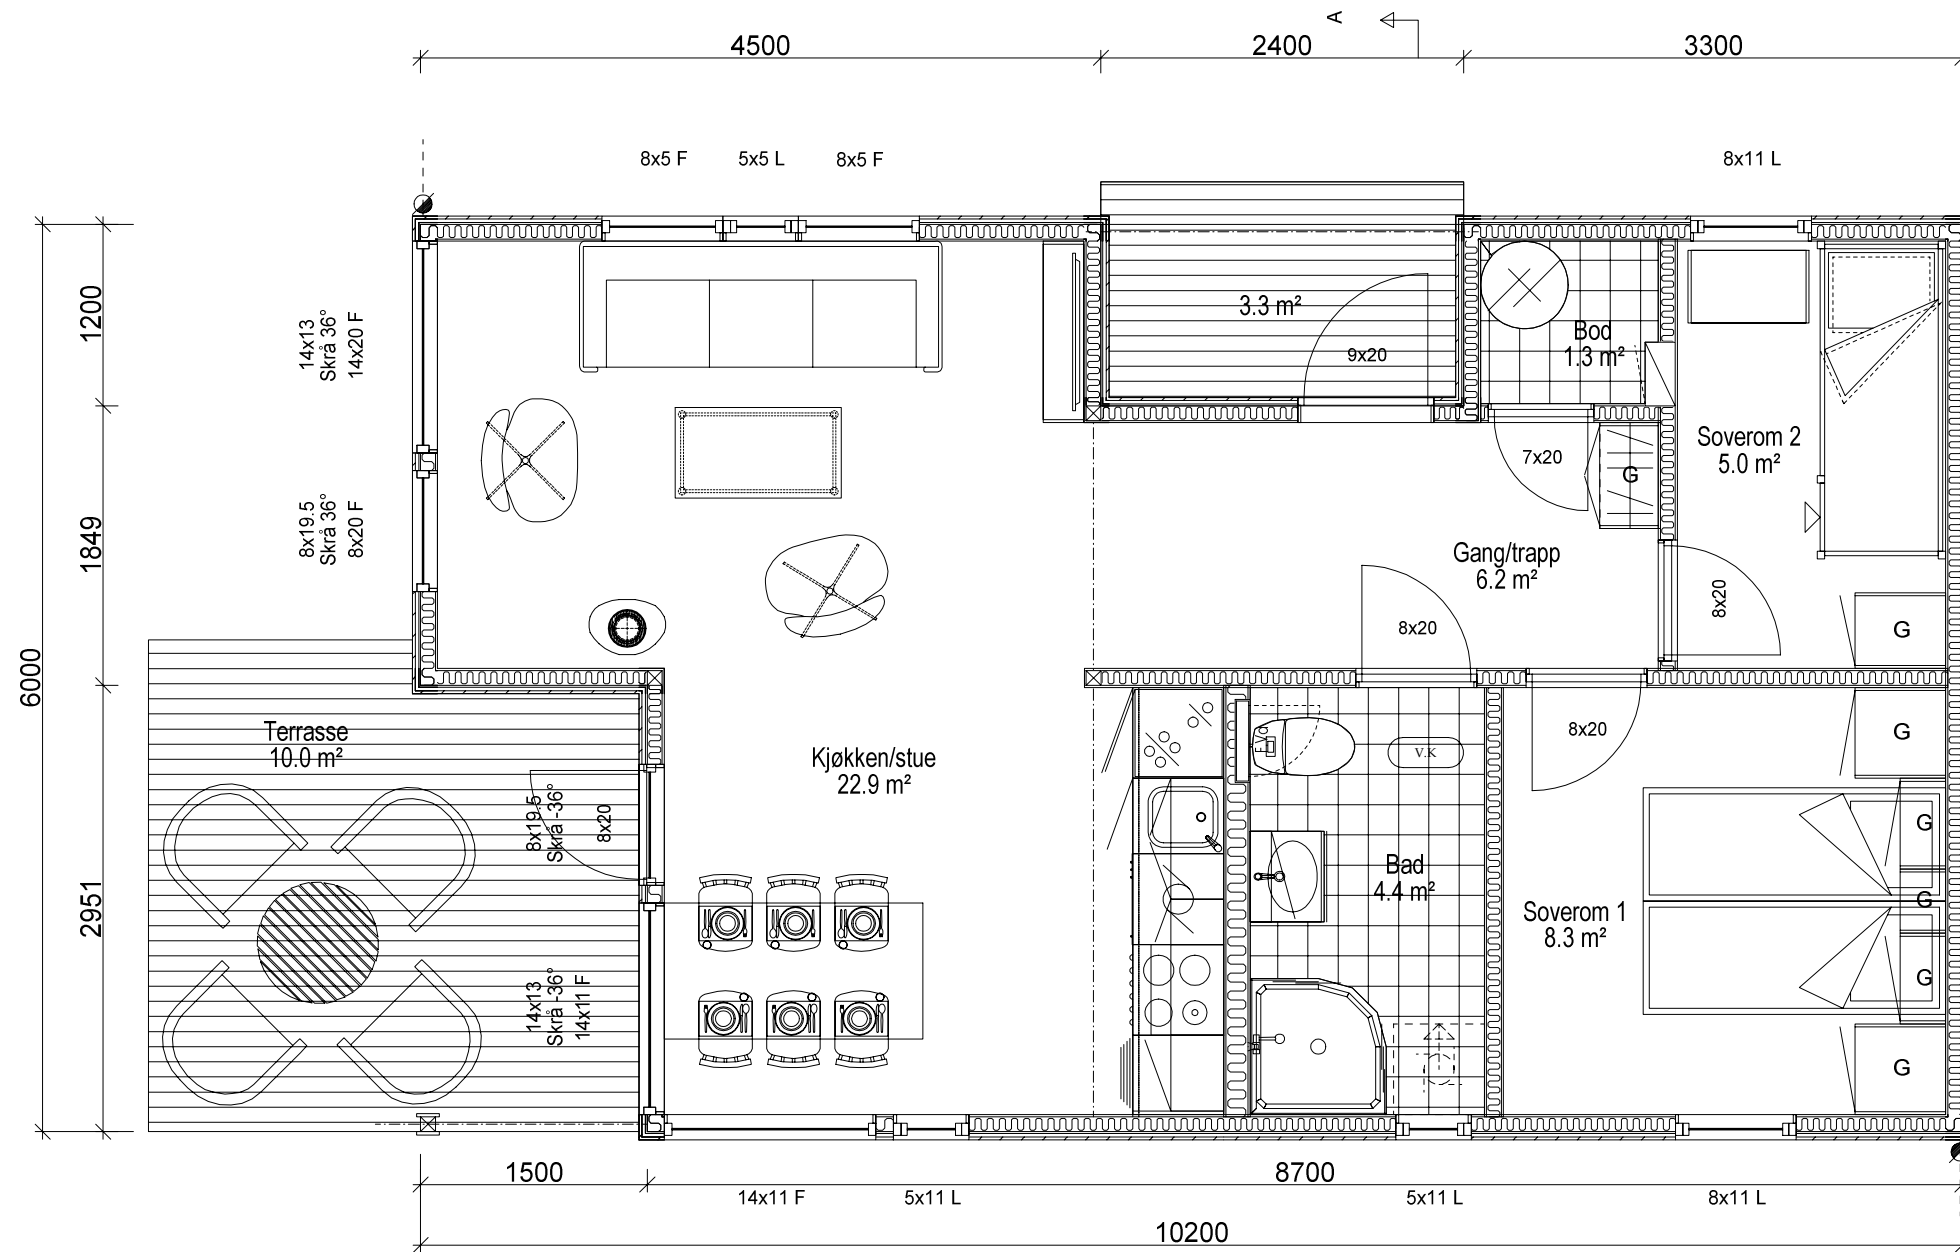 A
4500
2400
3300
8x5 F
5x5 L
8x5 F
8x11 L
1200
1849
2951
6000
14x13
Skrå 36°
14x20 F
8x19.5
Skrå 36°
8x20 F
3.3 m²
9x20
Bod
1.3 m²
7x20
G
Soverom 2
5.0 m²
Gang/trapp
6.2 m²
8x20
8x20
G
Terrasse
10.0 m²
8x19.5
Skrå -36°
8x20
Kjøkken/stue
22.9 m²
V.K
8x20
G
G
Bad
4.4 m²
Soverom 1
8.3 m²
G
G
14x13
Skrå -36°
14x11 F
G
1500
8700
14x11 F
5x11 L
5x11 L
8x11 L
10200